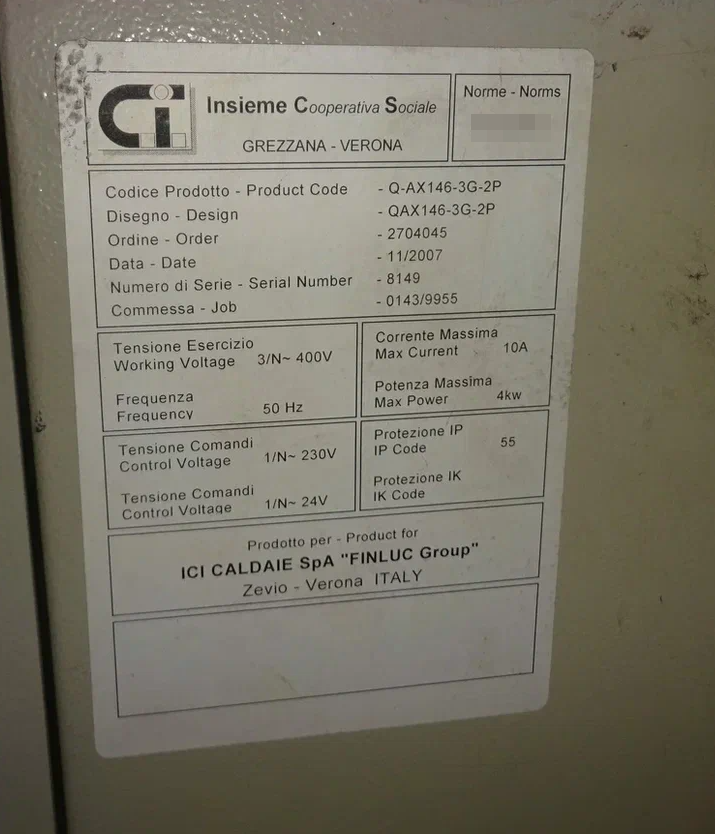 Ci.
Insieme Cooperativa Sociale
GREZZANA - VERONA
Norme - Norms
Codice Prodotto - Product Code - Q-AX146-3G-2P
Disegno - Design - QAX146-3G-2P
Ordine - Order - 2704045
Data - Date - 11/2007
Numero di Serie - Serial Number - 8149
Commessa - Job - 0143/9955
Tensione Esercizio
Working Voltage 3/N~ 400V
Frequenza
Frequency 50 Hz
Corrente Massima
Max Current 10A
Potenza Massima
Max Power 4kw
Tensione Comandi
Control Voltage 1/N~ 230V
Tensione Comandi
Control Voltage 1/N~ 24V
Protezione IP
IP Code 55
Protezione IK
IK Code
Prodotto per - Product for
ICI CALDAIE SpA "FINLUC Group"
Zevio - Verona ITALY